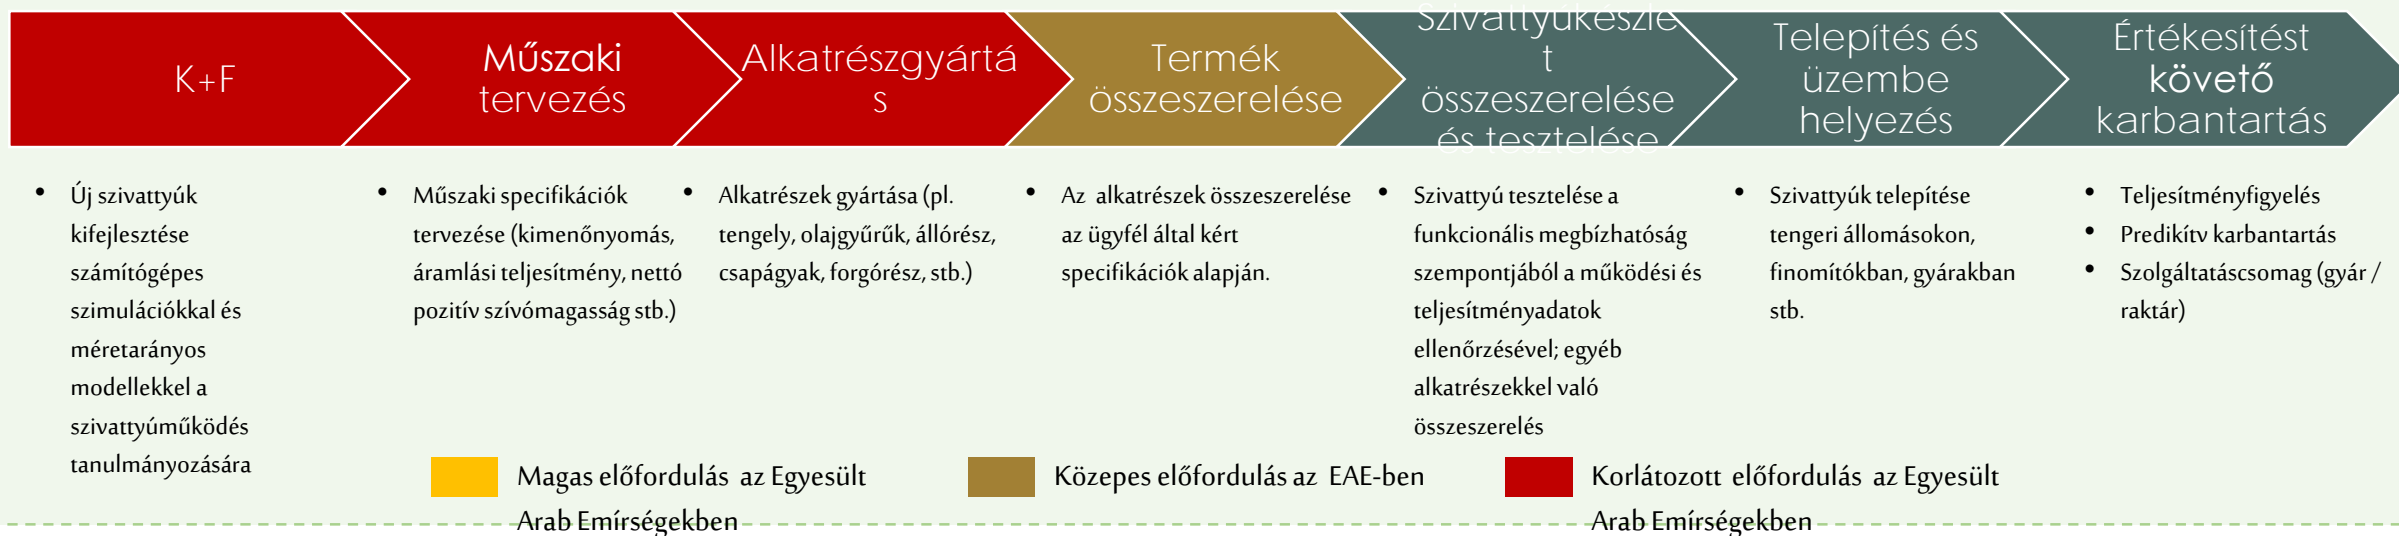 K+F
Műszaki
tervezés
Alkatrészgyártá
s
Termék
összeszerelése
Szivattyúkészle
t
összeszerelése
és tesztelése
Telepítés és
üzembe
helyezés
Értékesítést
követő
karbantartás
• Új szivattyúk
kifejlesztése
számítógépes
szimulációkkal és
méretarányos
modellekkel a
szivattyúműködés
tanulmányozására
• Műszaki specifikációk
tervezése (kimenőnyomás,
áramlási teljesítmény, nettó
pozitív szívómagasság stb.)
• Alkatrészek gyártása (pl.
tengely, olajgyűrűk, állórész,
csapágyak, forgórész, stb.)
• Az alkatrészek összeszerelése
az ügyfél által kért
specifikációk alapján.
• Szivattyú tesztelése a
funkcionális megbízhatóság
szempontjából a működési és
teljesítményadatok
ellenőrzésével; egyéb
alkatrészekkel való
összeszerelés
• Szivattyúk telepítése
tengeri állomásokon,
finomítókban, gyárakban
stb.
• Teljesítményfigyelés
• Predikítv karbantartás
• Szolgáltatáscsomag (gyár /
raktár)
Magas előfordulás az Egyesült
Arab Emírségekben
Közepes előfordulás az EAE-ben
Korlátozott előfordulás az Egyesült
Arab Emírségekben